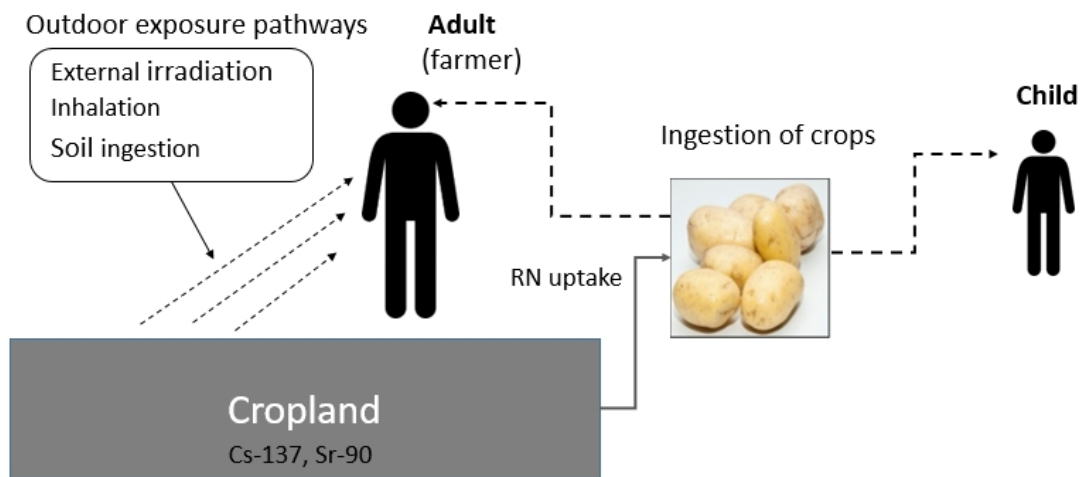 Outdoor exposure pathways
External irradiation
Inhalation
Soil ingestion
Adult
(farmer)
Child
Ingestion of crops
RN uptake
Cropland
Cs-137, Sr-90